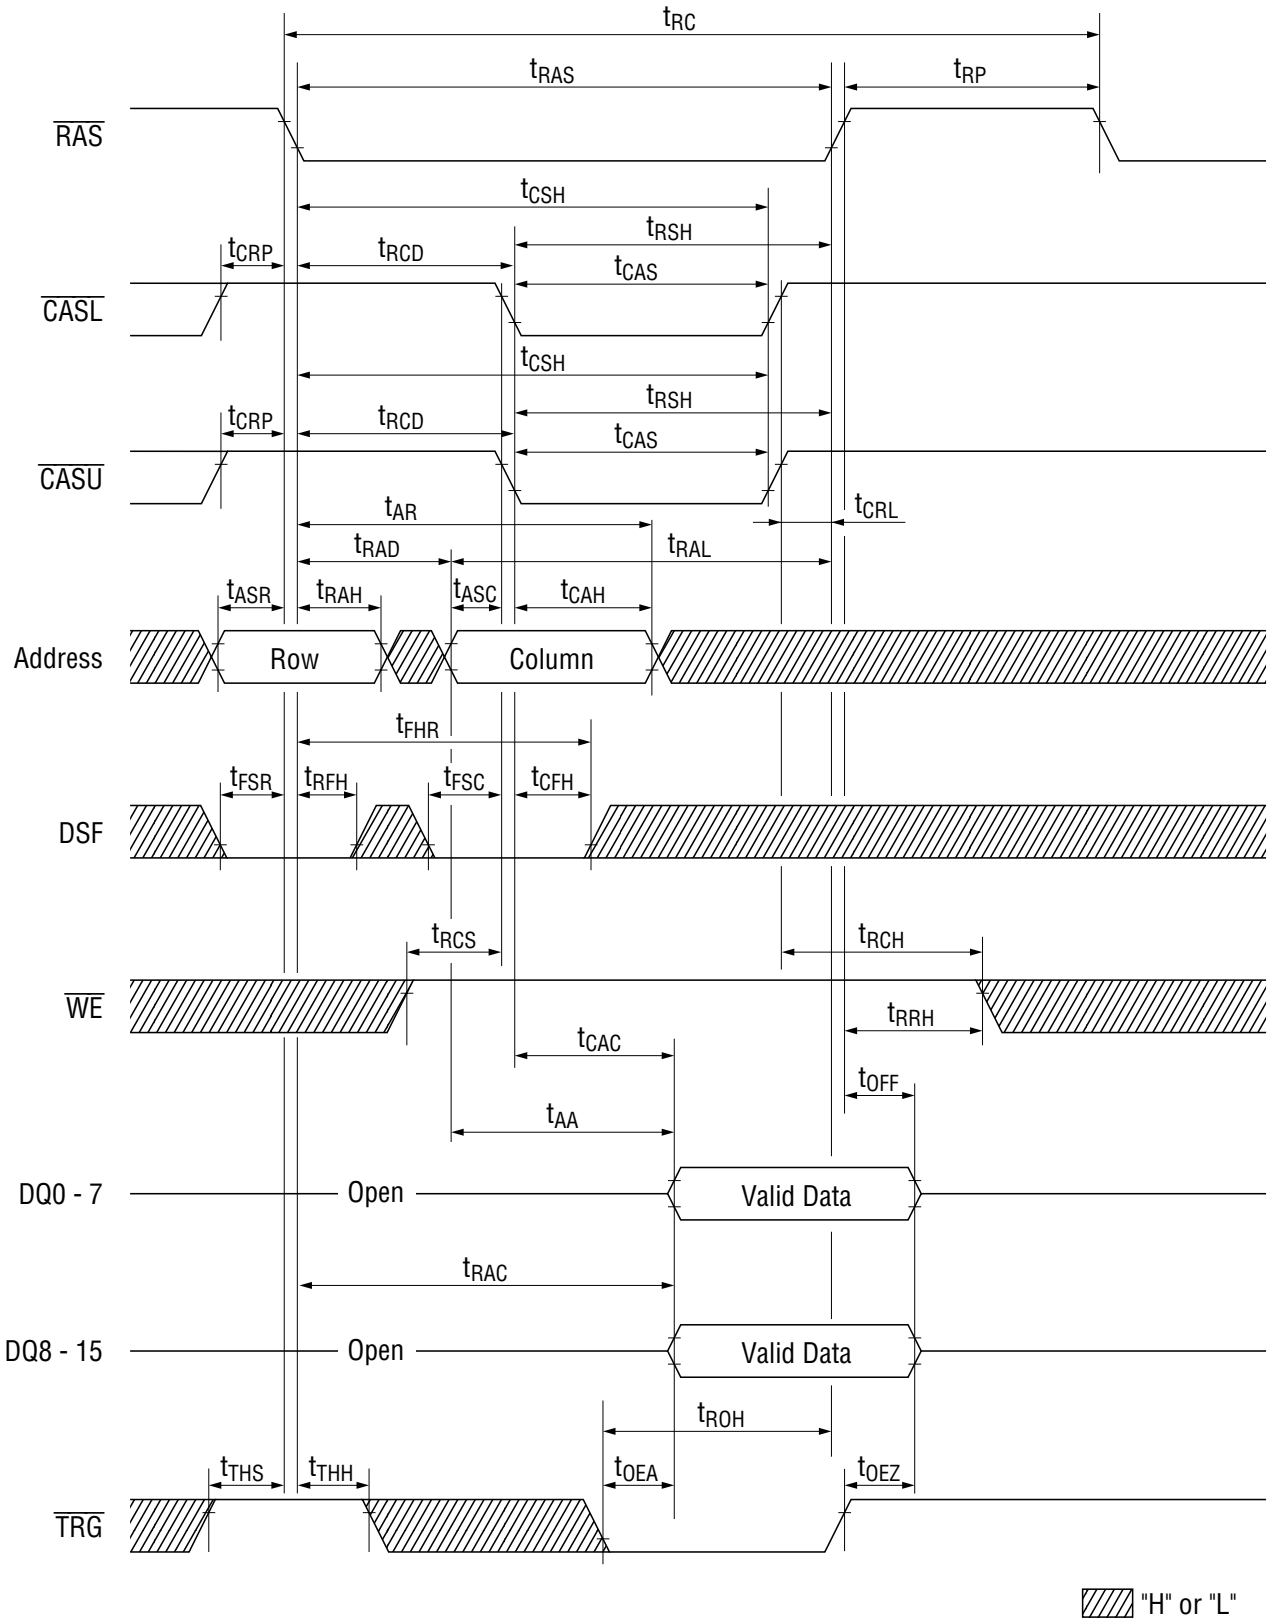 tRC
tRAS tRP
RAS
tCSH
tRSH
tCRP tRCD tCAS
CASL
tCSH
tRSH
tCRP tRCD tCAS
CASU
tAR tCRL
tRAD tRAL
tASR tRAH tASC tCAH
Address Row Column
tFHR
tFSR tRFH tFSC tCFH
DSF
tRCS tRCH
WE
tRRH
tCAC
tOFF
tAA
DQ0 - 7 Open Valid Data
tRAC
DQ8 - 15 Open Valid Data
tROH
tTHS tTHH tOEA tOEZ
TRG
"H" or "L"